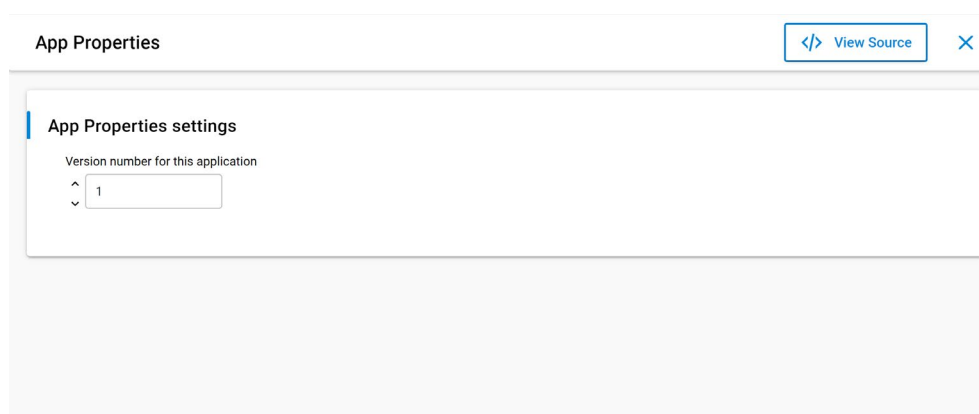 App Properties
</> View Source
App Properties settings
Version number for this application
1